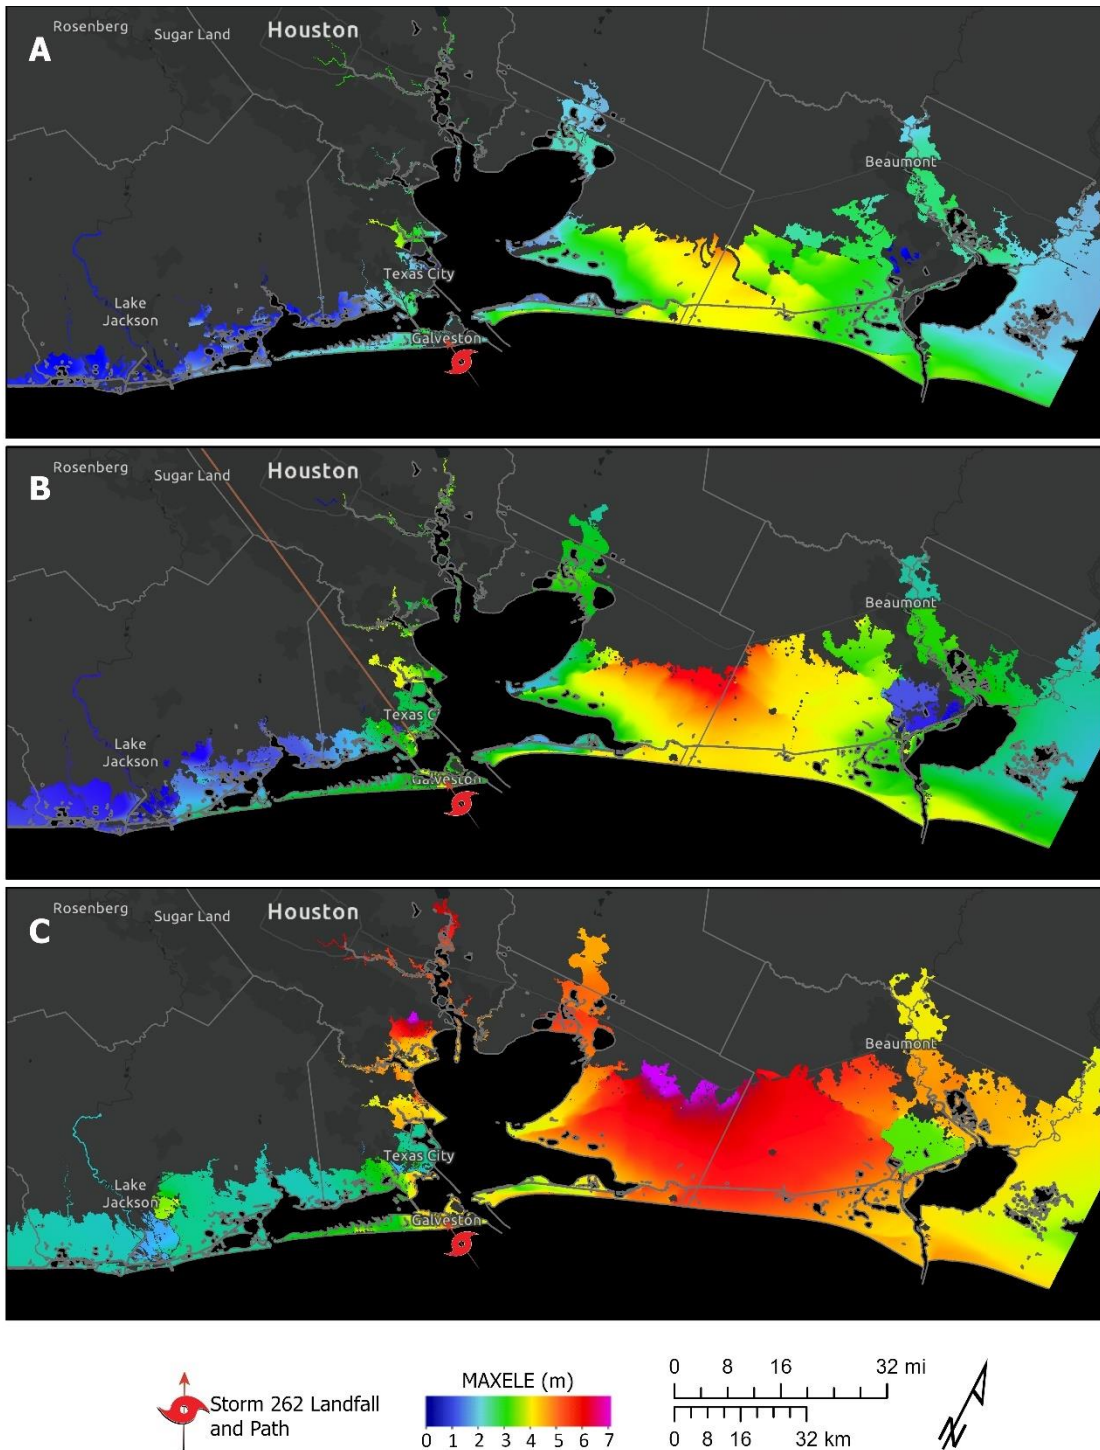 A
Rosenberg
Sugar Land
Houston
Beaumont
Texas City
Lake
Jackson
Galveston
B
Rosenberg
Sugar Land
Houston
Beaumont
Texas C
Lake
Jackson
Galveston
C
Rosenberg
Sugar Land
Houston
Beaumont
Texas City
Lake
Jackson
Galveston
Storm 262 Landfall
and Path
MAXELE (m)
0 1 2 3 4 5 6 7
0 8 16 32 mi
0 8 16 32 km
N